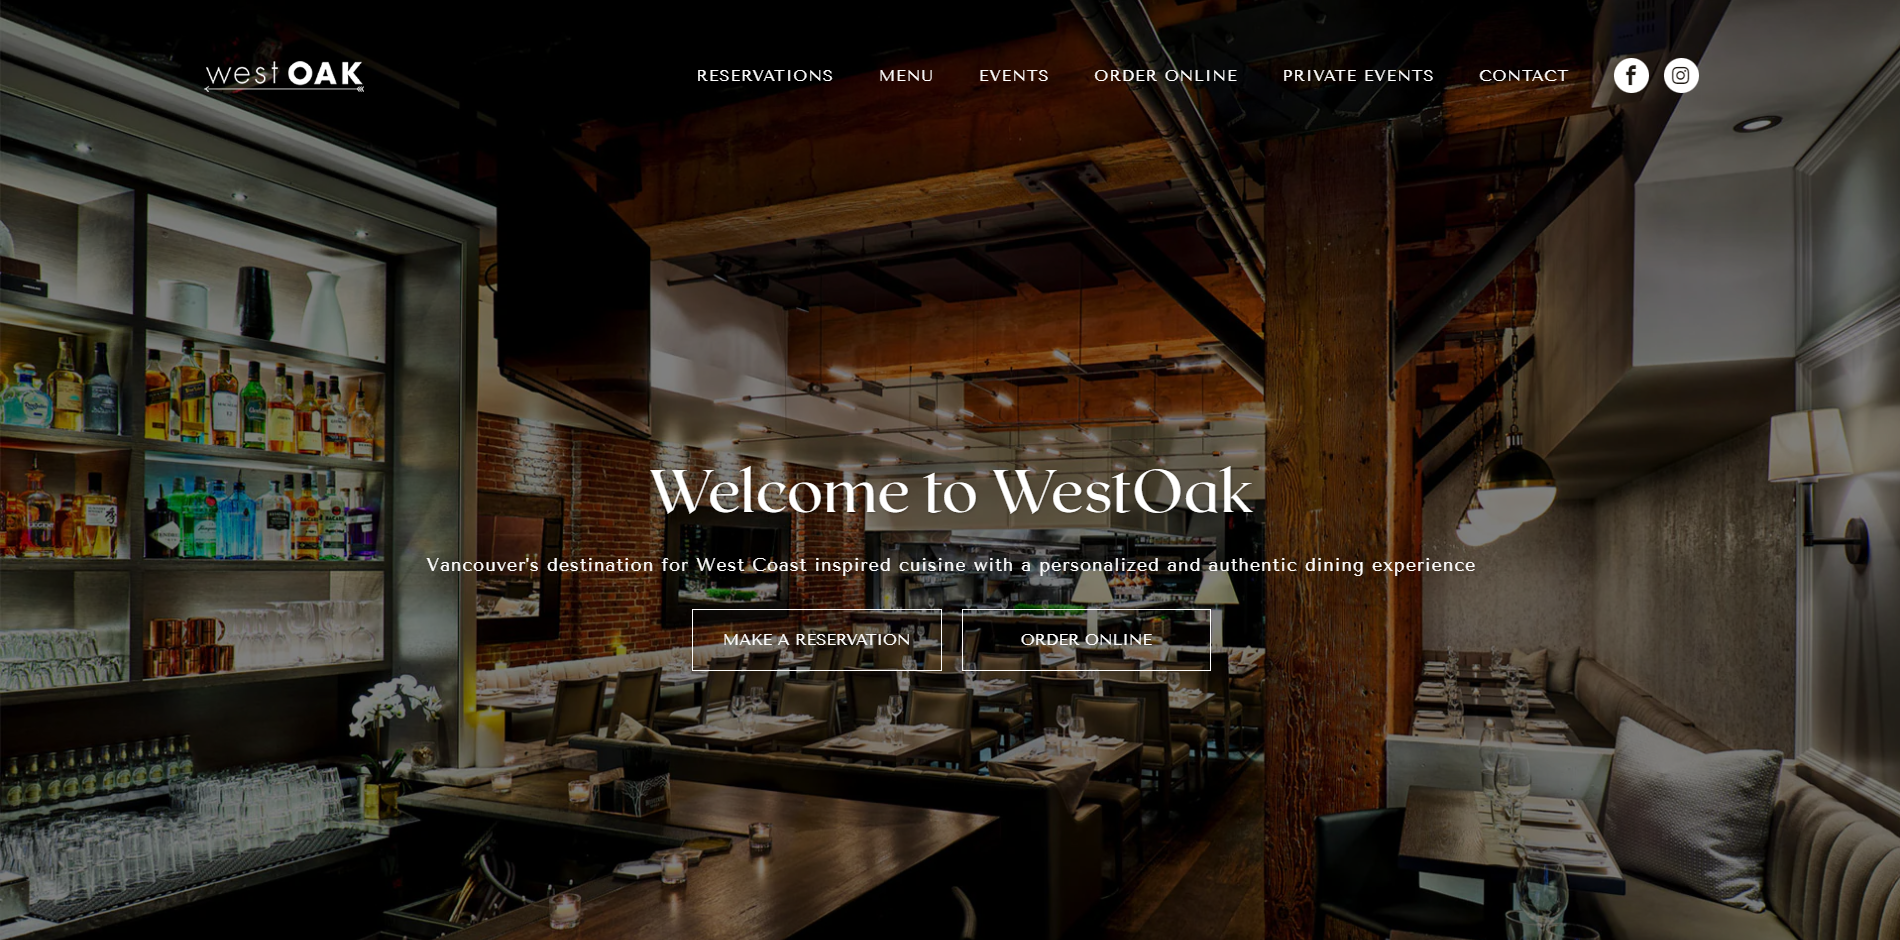 west OAK
RESERVATIONS
MENU
EVENTS
ORDER ONLINE
PRIVATE EVENTS
CONTACT
Welcome to WestOak
Vancouver's destination for West Coast inspired cuisine with a personalized and authentic dining experience
MAKE A RESERVATION
ORDER ONLINE